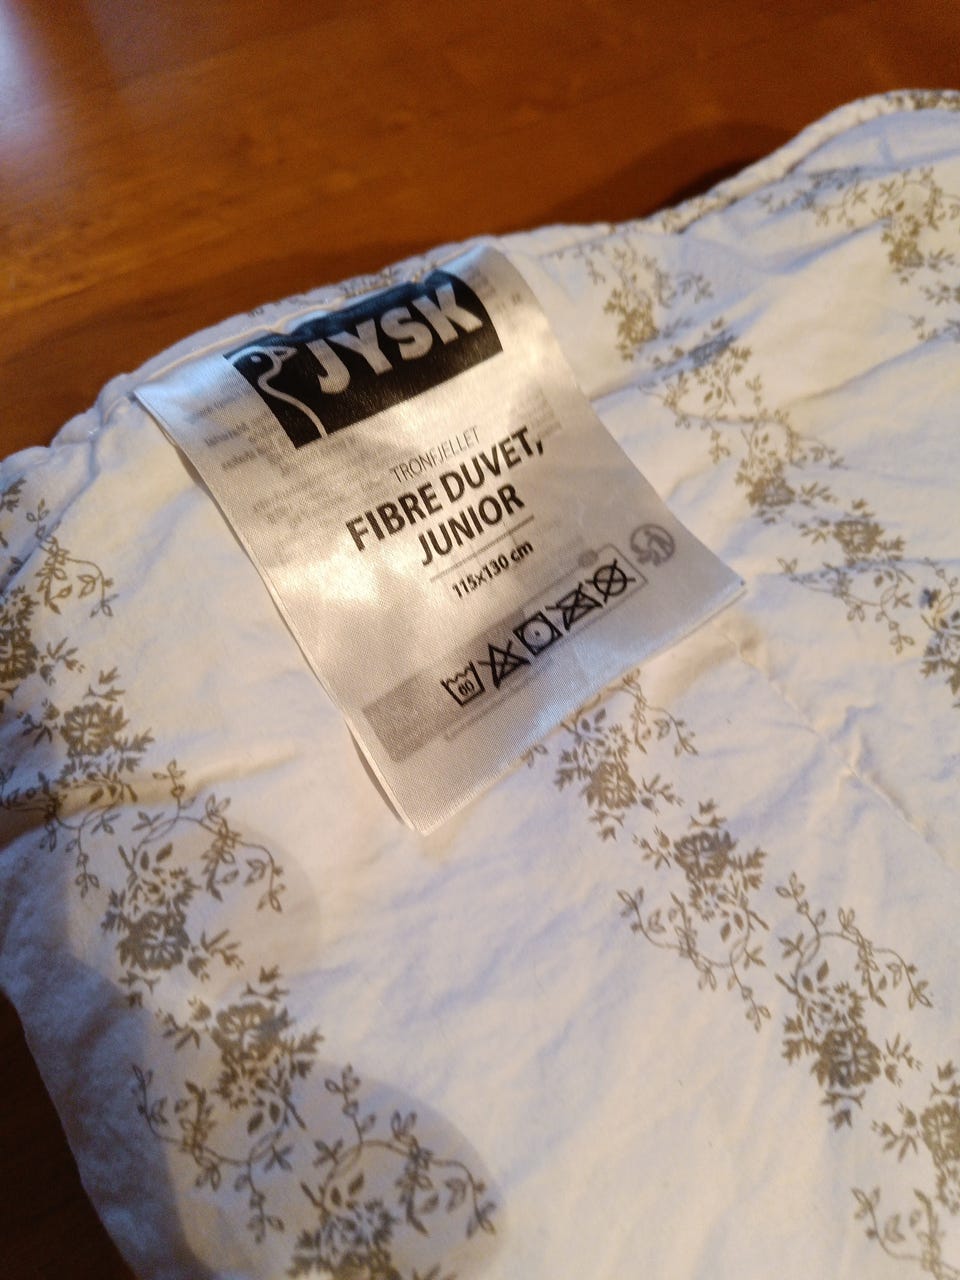 JYSK
TRONFJELLET
FIBRE DUVET,
JUNIOR
115x130 cm
60